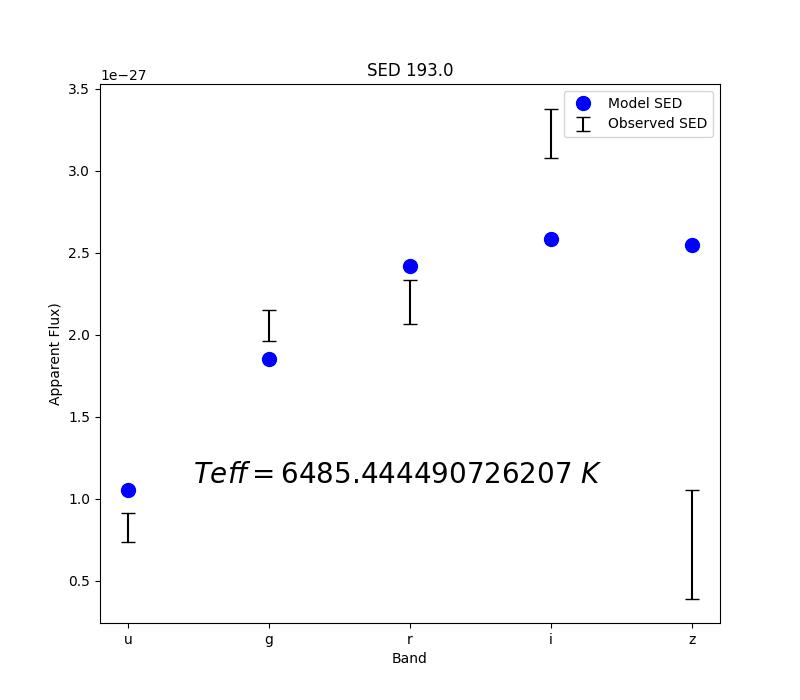 SED 193.0
1e−27
3.5
3.0
2.5
2.0
1.5
1.0
0.5
Apparent Flux)
Model SED
Observed SED
Teff = 6485.444490726207 K
u g r i z
Band